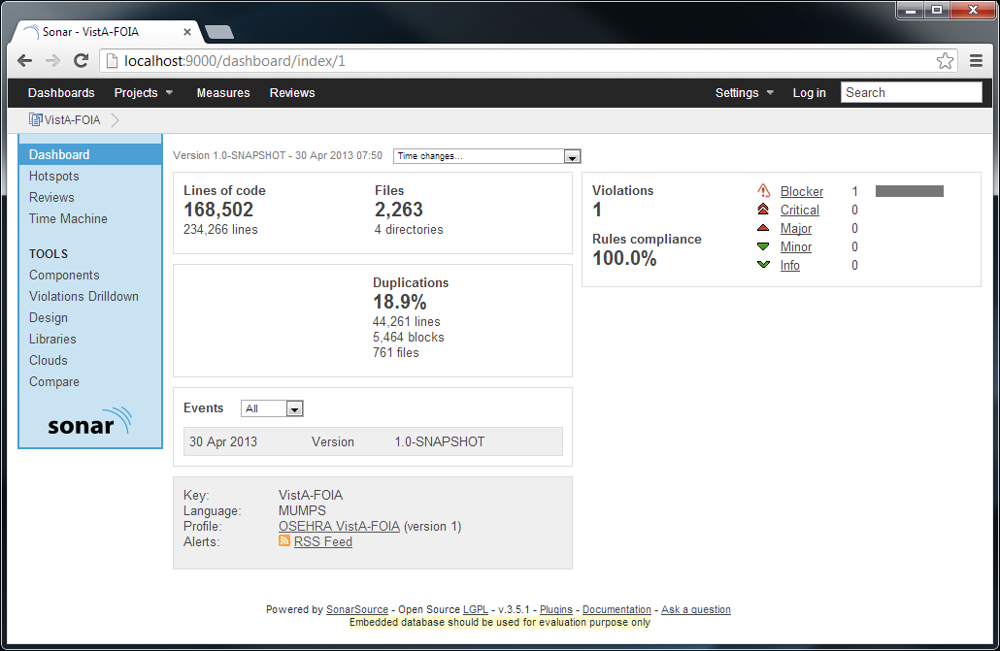 Sonar - VistA-FOIA
localhost:9000/dashboard/index/1
Dashboards Projects Measures Reviews Settings Log in Search
VistA-FOIA
Dashboard
Hotspots
Reviews
Time Machine
TOOLS
Components
Violations Drilldown
Design
Libraries
Clouds
Compare
sonar
Version 1.0-SNAPSHOT - 30 Apr 2013 07:50 Time changes...
Lines of code
168,502
234,266 lines
Files
2,263
4 directories
Duplications
18.9%
44,261 lines
5,464 blocks
761 files
Events All
30 Apr 2013 Version 1.0-SNAPSHOT
Key: VistA-FOIA
Language: MUMPS
Profile: OSEHRA VistA-FOIA (version 1)
Alerts: RSS Feed
Violations
1
Rules compliance
100.0%
Blocker 1
Critical 0
Major 0
Minor 0
Info 0
Powered by SonarSource - Open Source LGPL - v.3.5.1 - Plugins - Documentation - Ask a question
Embedded database should be used for evaluation purpose only